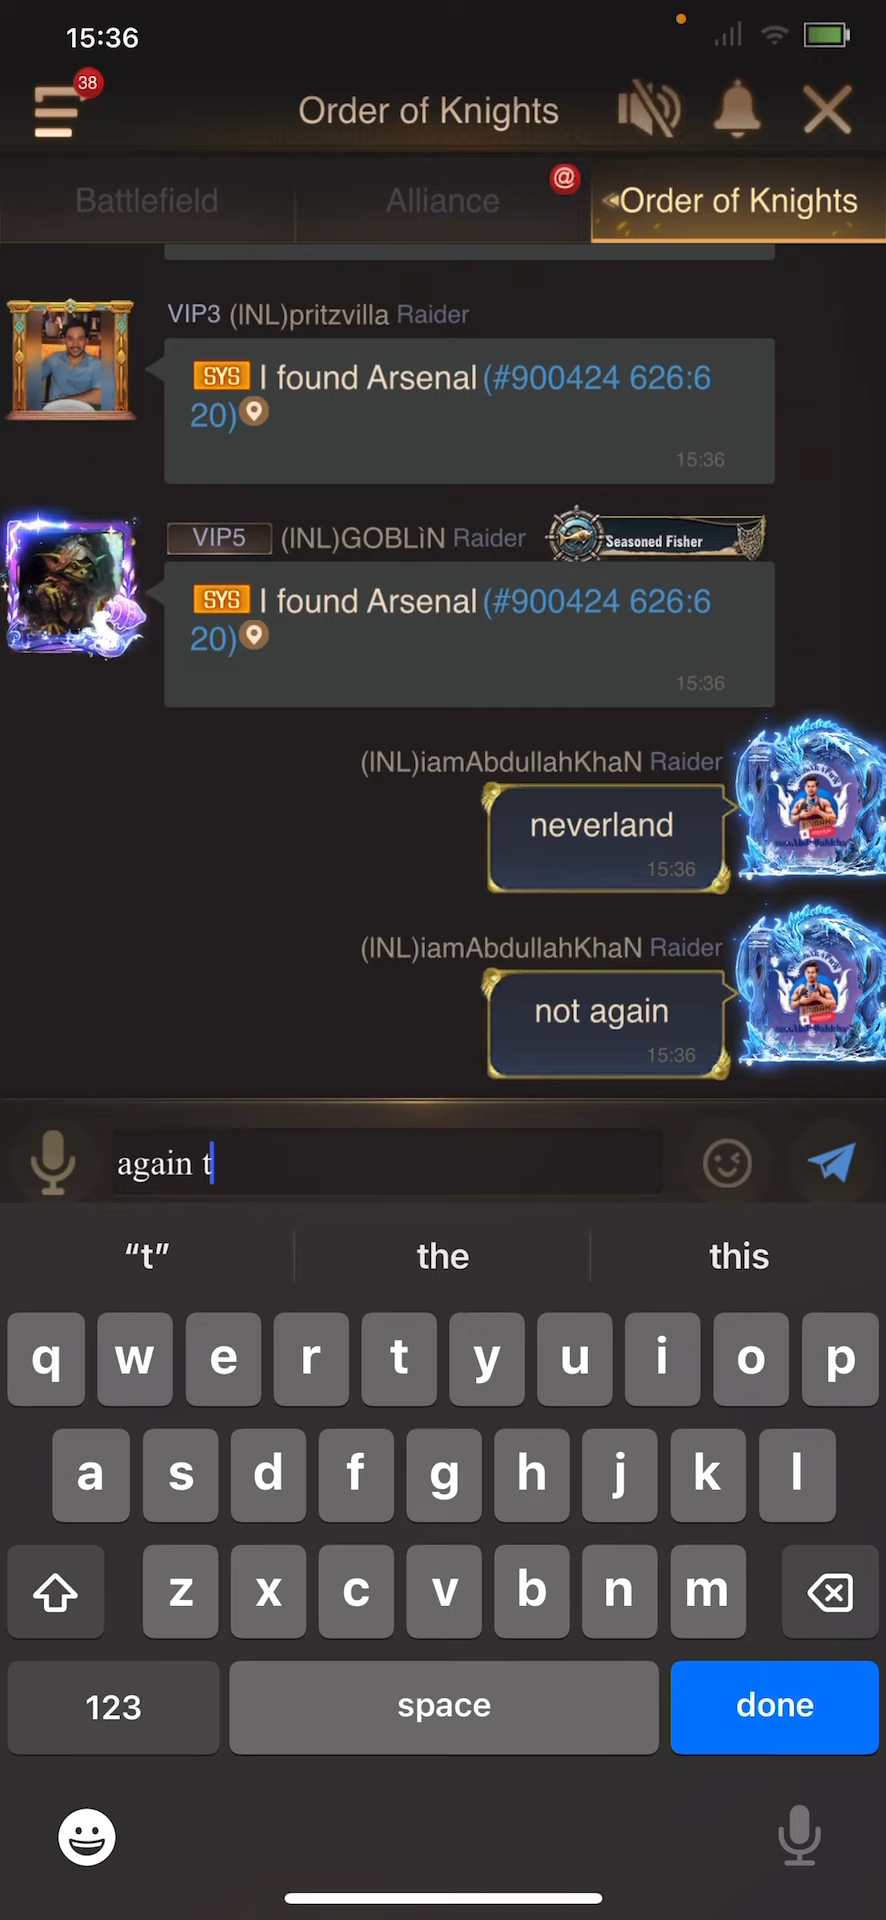 15:36
38
Order of Knights
Battlefield
Alliance
@
Order of Knights
VIP3 (INL)pritzvilla Raider
SYS I found Arsenal (#900424 626:6
20)
15:36
VIP5 (INL)GOBLìN Raider Seasoned Fisher
SYS I found Arsenal (#900424 626:6
20)
15:36
(INL)iamAbdullahKhaN Raider
neverland
15:36
(INL)iamAbdullahKhaN Raider
not again
15:36
again t
“t” the this
q w e r t y u i o p
a s d f g h j k l
z x c v b n m
123 space done